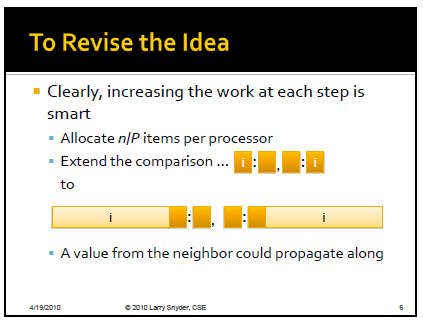 To Revise the Idea
Clearly, increasing the work at each step is
smart
Allocate n/P items per processor
Extend the comparison ... i : , : i
to
i : , : i
A value from the neighbor could propagate along
4/19/2010 © 2010 Larry Snyder, CSE 6